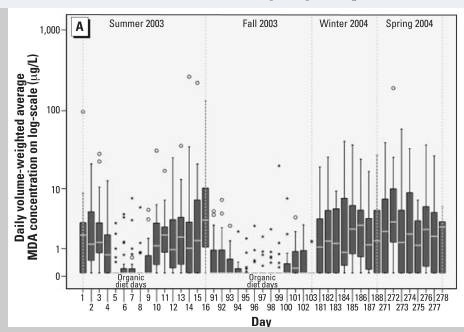 A
Summer 2003 Fall 2003 Winter 2004 Spring 2004
Daily volume-weighted average
MDA concentration on log-scale (µg/L)
1,000
100
10
1
0
Organic
diet days
Organic
diet days
1 3 5 7 9 11 13 15 91 93 95 97 99 101 103 182 184 186 188 272 274 276 278
2 4 6 8 10 12 14 16 92 94 96 98 100 102 181 183 185 187 271 273 275 277
Day